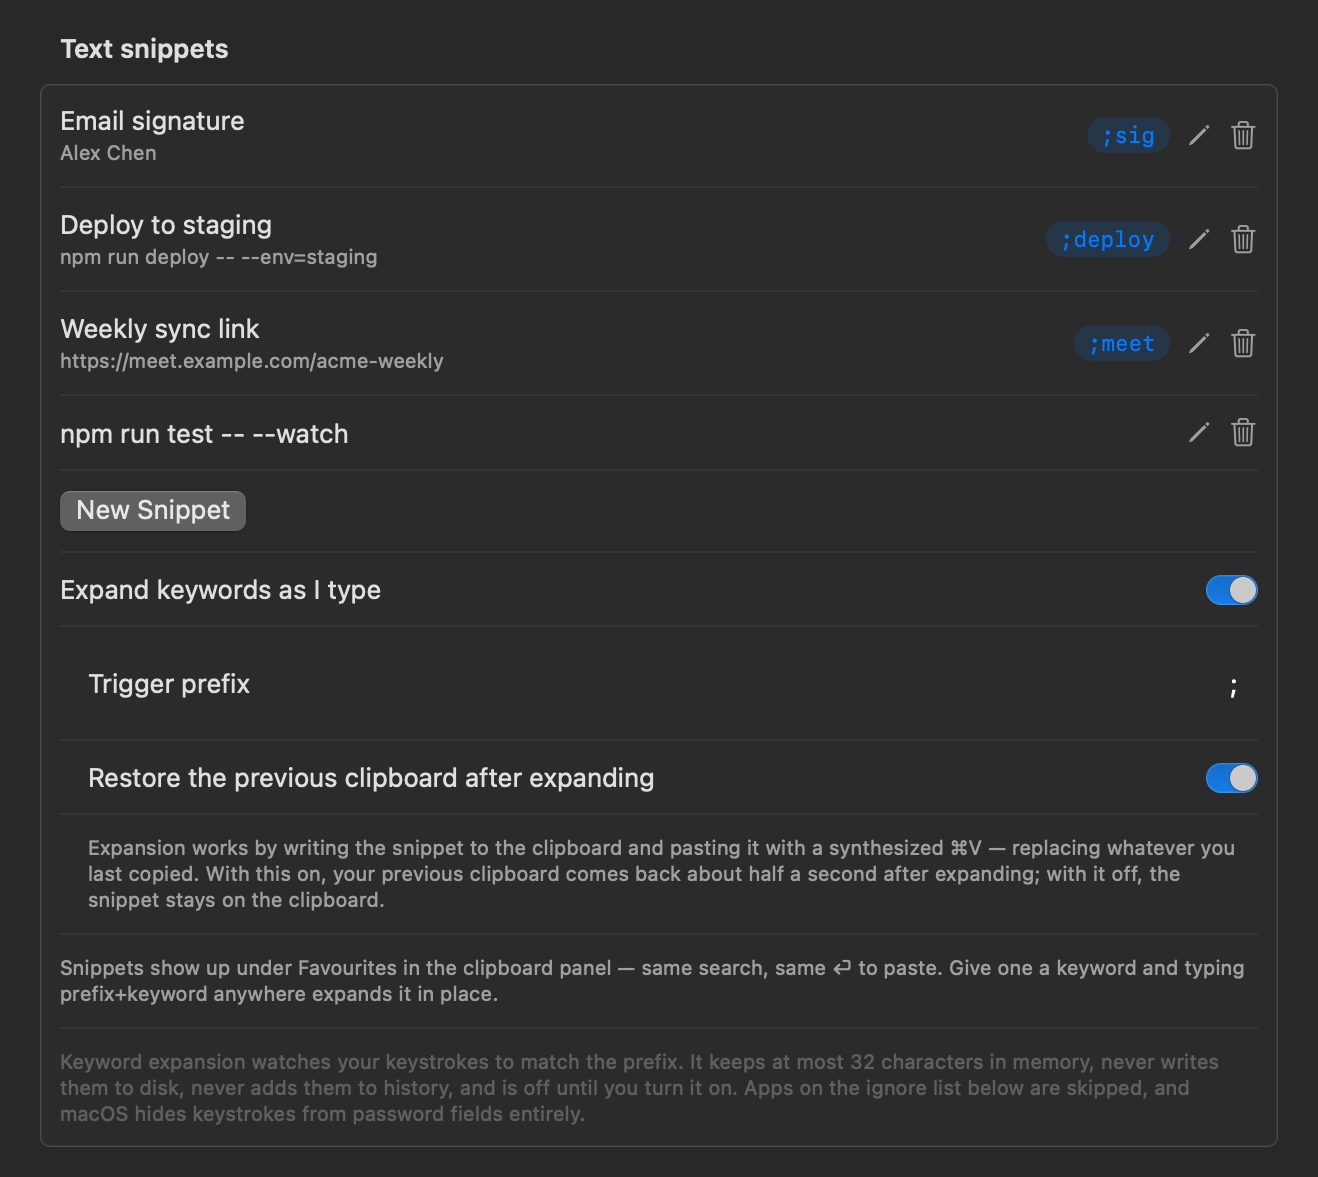 Text snippets
Email signature
Alex Chen
;sig
Deploy to staging
npm run deploy -- --env=staging
;deploy
Weekly sync link
https://meet.example.com/acme-weekly
;meet
npm run test -- --watch
New Snippet
Expand keywords as I type
Trigger prefix
;
Restore the previous clipboard after expanding
Expansion works by writing the snippet to the clipboard and pasting it with a synthesized ⌘V — replacing whatever you
last copied. With this on, your previous clipboard comes back about half a second after expanding; with it off, the
snippet stays on the clipboard.
Snippets show up under Favourites in the clipboard panel — same search, same ↩ to paste. Give one a keyword and typing
prefix+keyword anywhere expands it in place.
Keyword expansion watches your keystrokes to match the prefix. It keeps at most 32 characters in memory, never writes
them to disk, never adds them to history, and is off until you turn it on. Apps on the ignore list below are skipped, and
macOS hides keystrokes from password fields entirely.